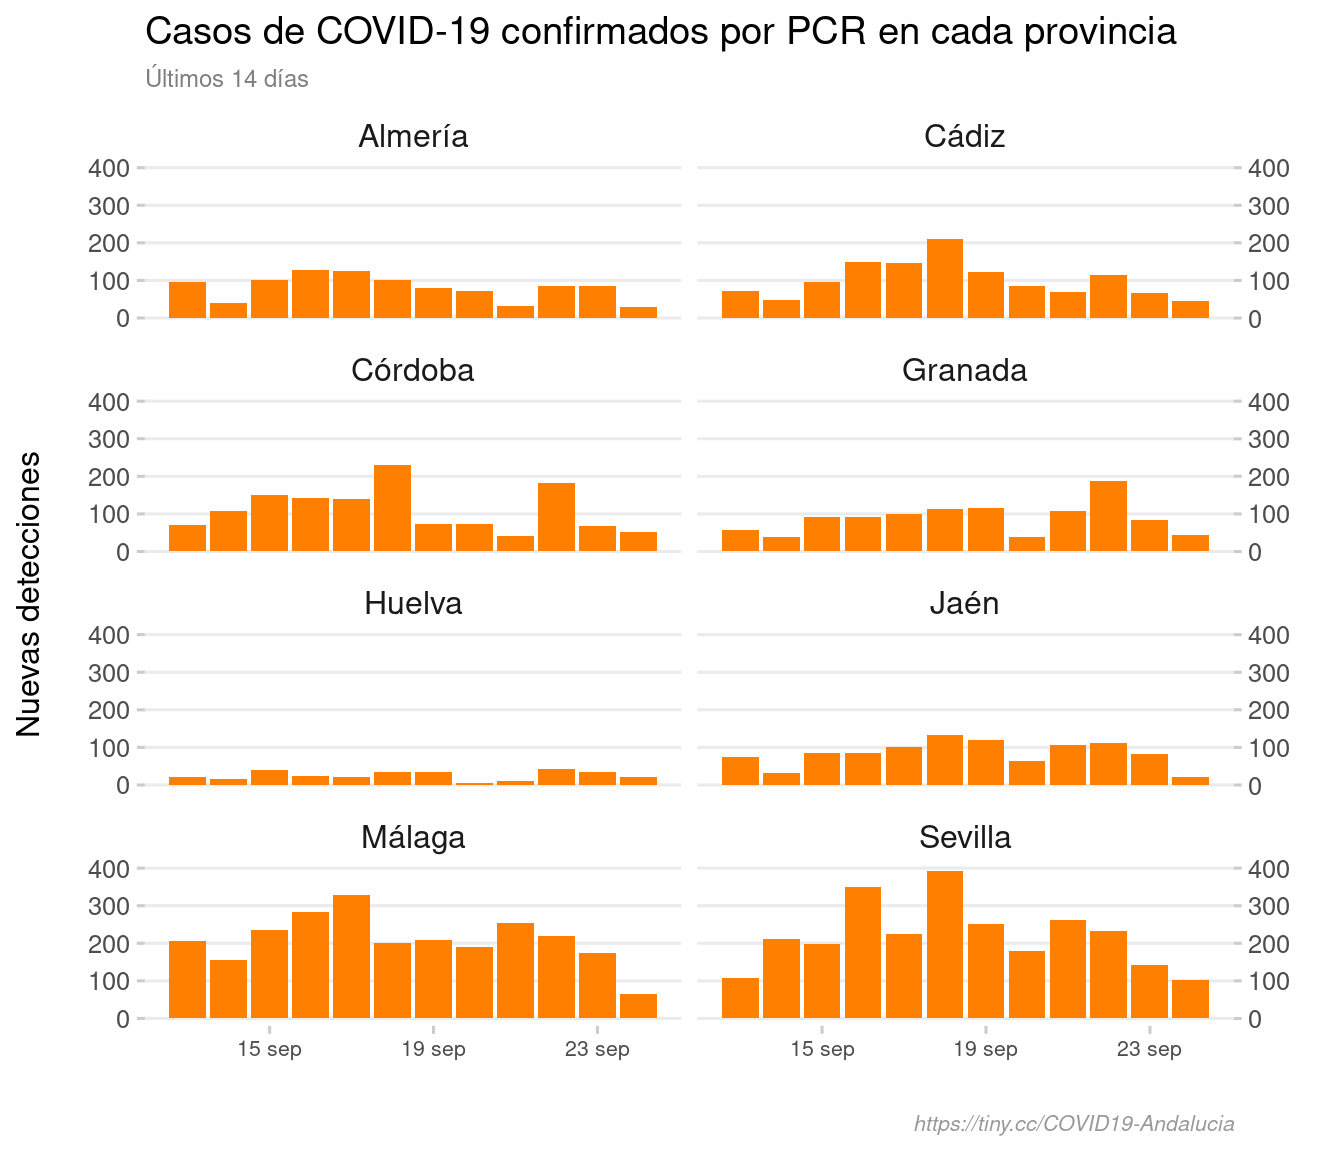 Casos de COVID-19 confirmados por PCR en cada provincia
Últimos 14 días
Nuevas detecciones
Almería
Cádiz
400
300
200
100
0
400
300
200
100
0
Córdoba
Granada
400
300
200
100
0
400
300
200
100
0
Huelva
Jaén
400
300
200
100
0
400
300
200
100
0
Málaga
Sevilla
400
300
200
100
0
400
300
200
100
0
15 sep
19 sep
23 sep
15 sep
19 sep
23 sep
https://tiny.cc/COVID19-Andalucia